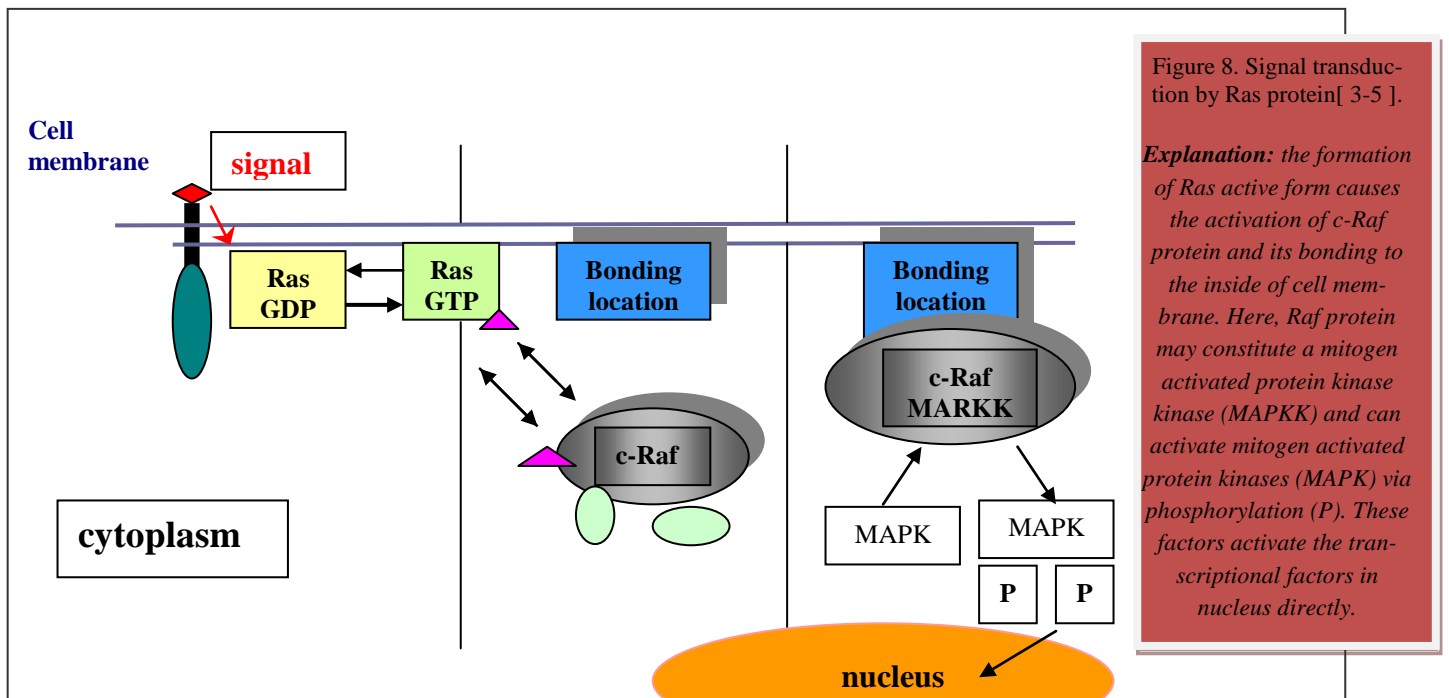 Cell
membrane
signal
Ras
GDP
Ras
GTP
Bonding
location
Bonding
location
c-Raf
MARKK
c-Raf
cytoplasm
MAPK
MAPK
P
P
nucleus
Figure 8. Signal transduc-
tion by Ras protein[ 3-5 ].
Explanation: the formation
of Ras active form causes
the activation of c-Raf
protein and its bonding to
the inside of cell mem-
brane. Here, Raf protein
may constitute a mitogen
activated protein kinase
kinase (MAPKK) and can
activate mitogen activated
protein kinases (MAPK) via
phosphorylation (P). These
factors activate the tran-
scriptional factors in
nucleus directly.